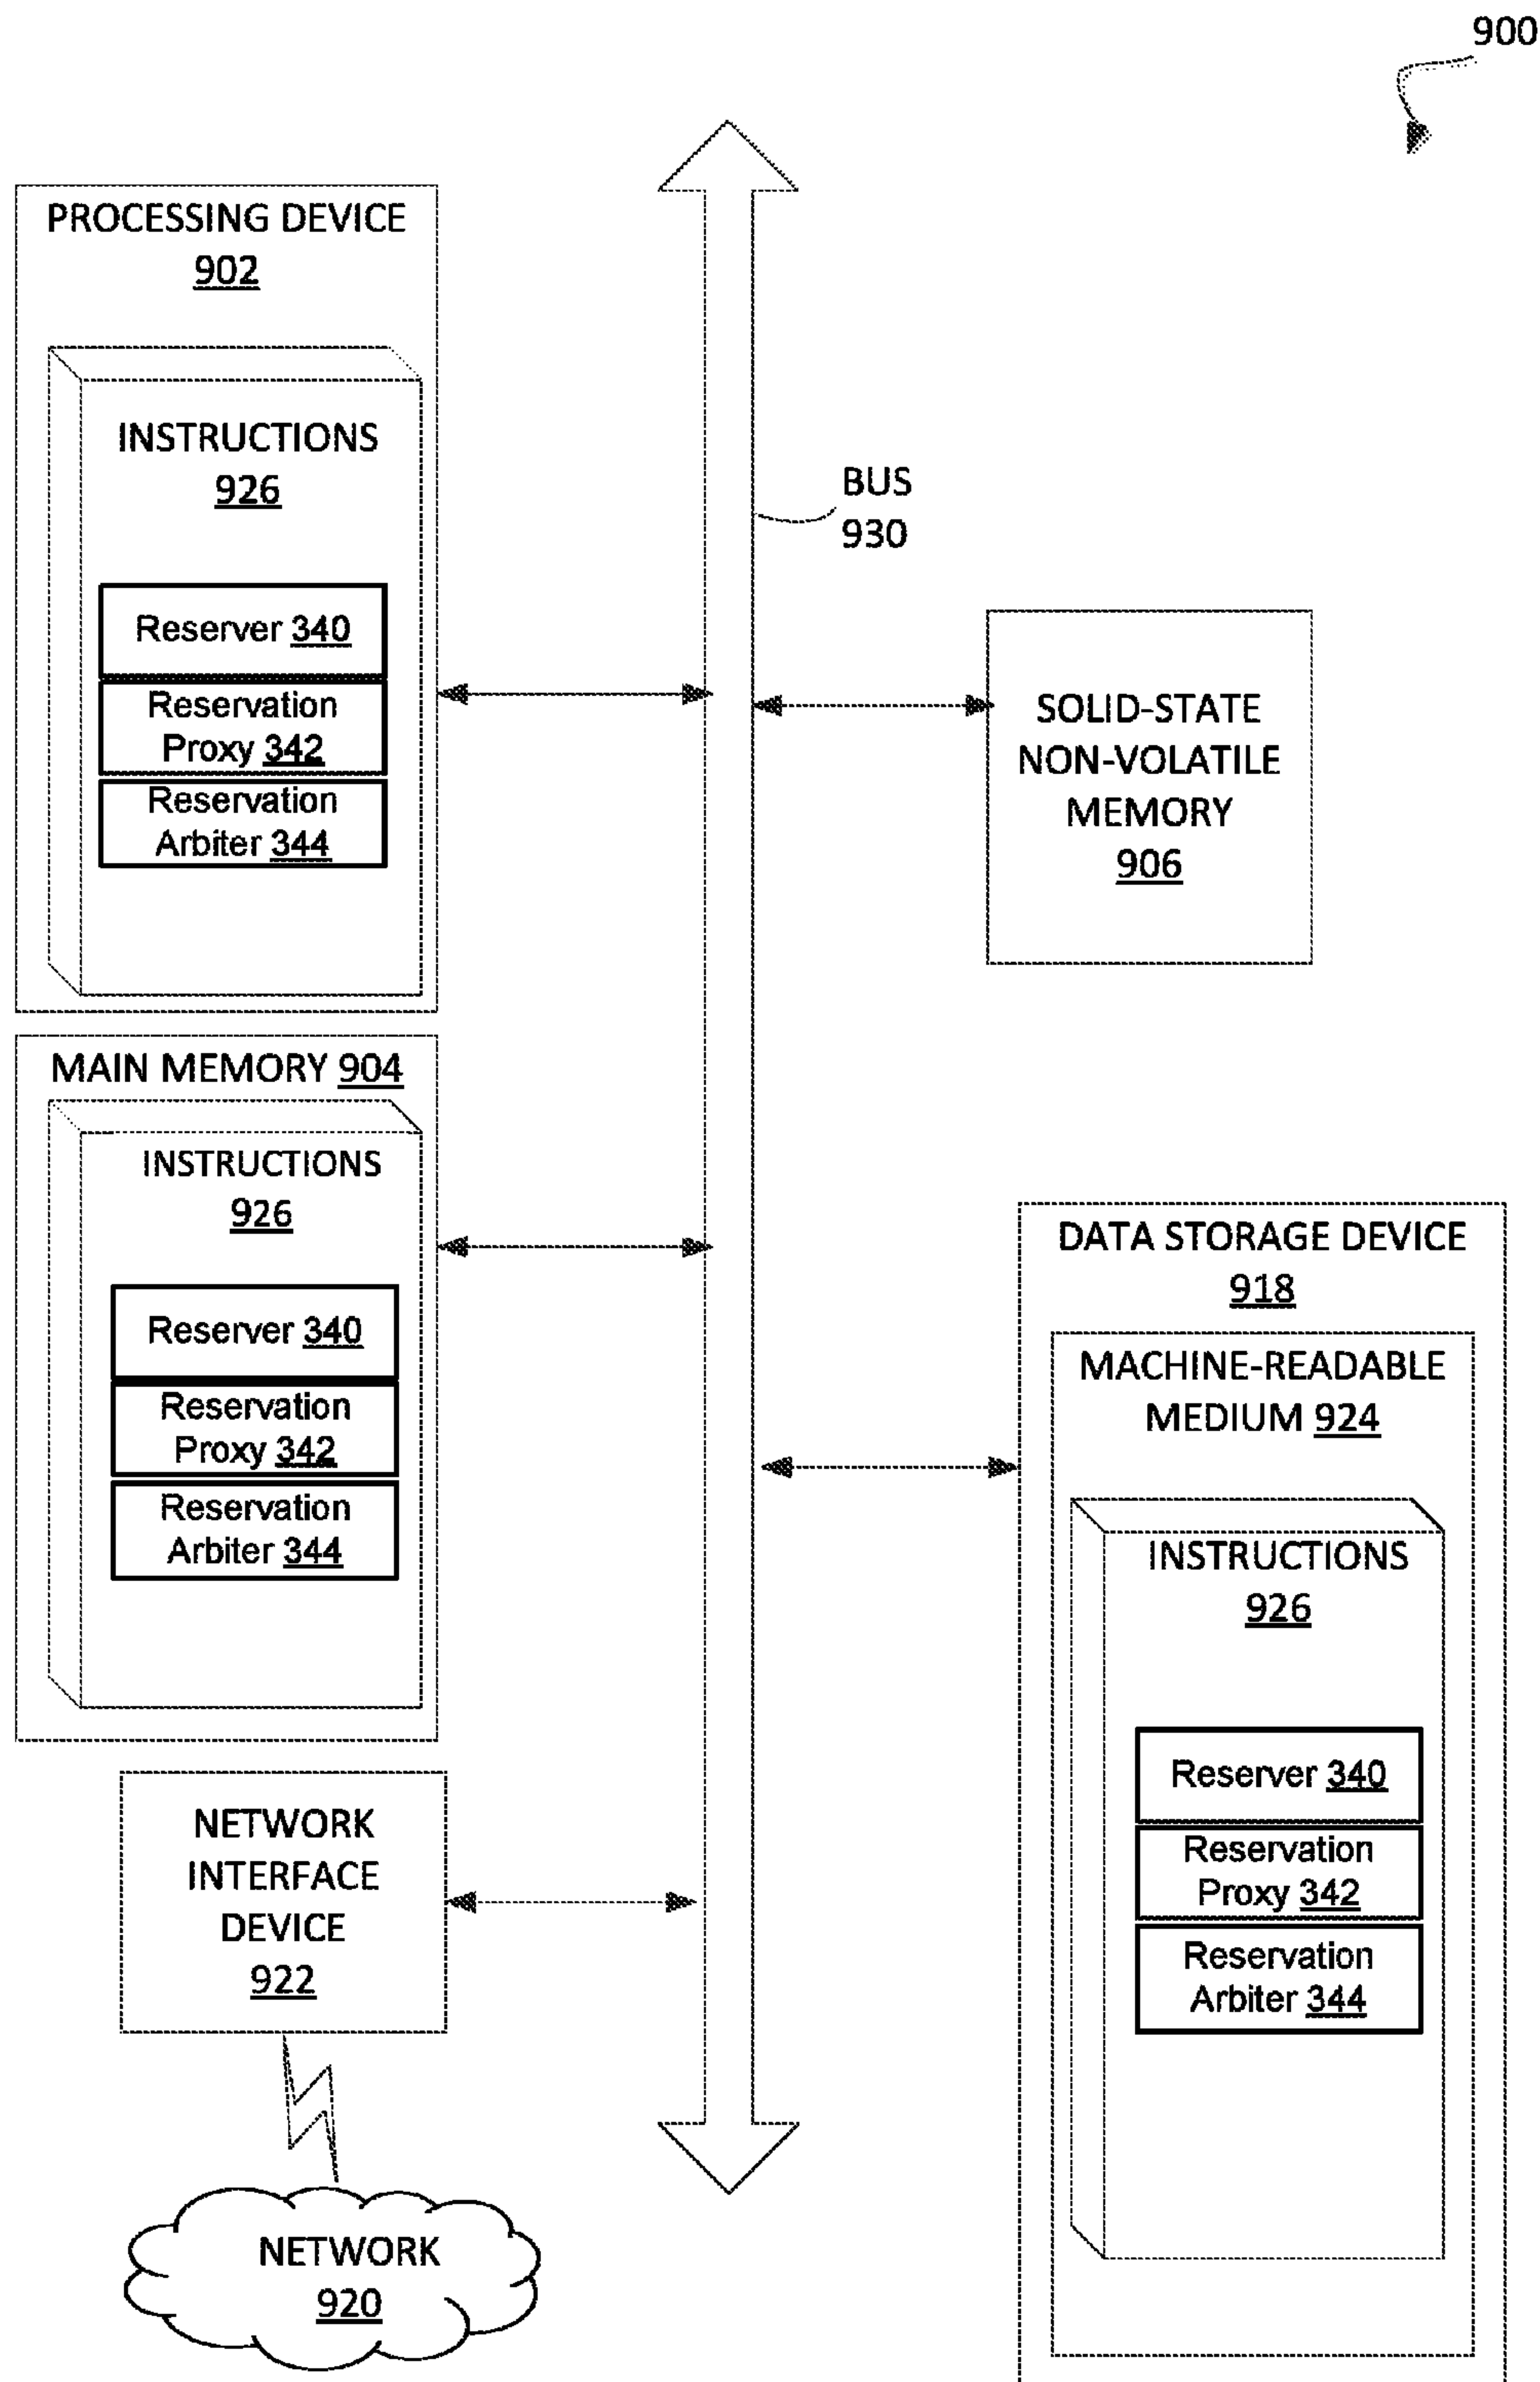 900
PROCESSING DEVICE
902
INSTRUCTIONS
926
Reserver 340
Reservation
Proxy 342
Reservation
Arbiter 344
BUS
930
SOLID-STATE
NON-VOLATILE
MEMORY
906
MAIN MEMORY 904
INSTRUCTIONS
926
Reserver 340
Reservation
Proxy 342
Reservation
Arbiter 344
DATA STORAGE DEVICE
918
MACHINE-READABLE
MEDIUM 924
INSTRUCTIONS
926
Reserver 340
Reservation
Proxy 342
Reservation
Arbiter 344
NETWORK
INTERFACE
DEVICE
922
NETWORK
920